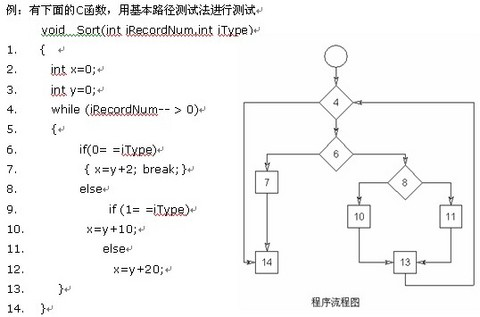 例：有下面的C函数，用基本路径测试法进行测试
void Sort(int iRecordNum,int iType)
1. {
2. int x=0;
3. int y=0;
4. while (iRecordNum-- > 0)
5. {
6. if(0= =iType)
7. { x=y+2; break;}
8. else
9. if (1= =iType)
10. x=y+10;
11. else
12. x=y+20;
13. }
14. }
4
6
7
8
10
11
14
13
程序流程图